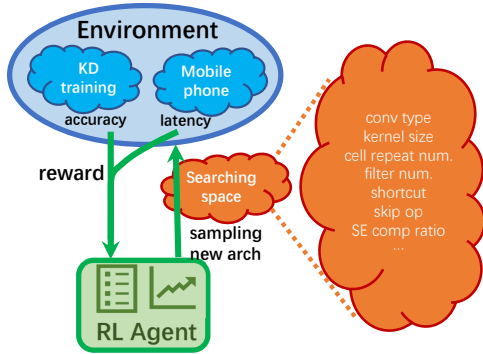 Environment
KD
training
Mobile
phone
accuracy
latency
reward
Searching
space
sampling
new arch
RL Agent
conv type
kernel size
cell repeat num.
filter num.
shortcut
skip op
SE comp ratio
...